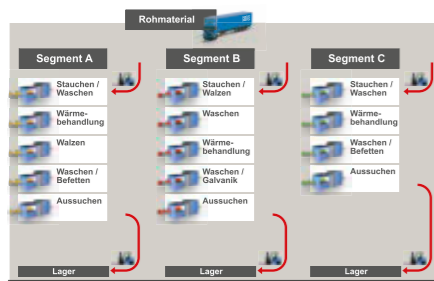 Rohmaterial
Segment A
Stauchen /
Waschen
Wärme-
behandlung
Walzen
Waschen /
Befetten
Aussuchen
Lager
Segment B
Stauchen /
Walzen
Waschen
Wärme-
behandlung
Waschen /
Galvanik
Aussuchen
Lager
Segment C
Stauchen /
Waschen
Wärme-
behandlung
Waschen /
Befetten
Aussuchen
Lager